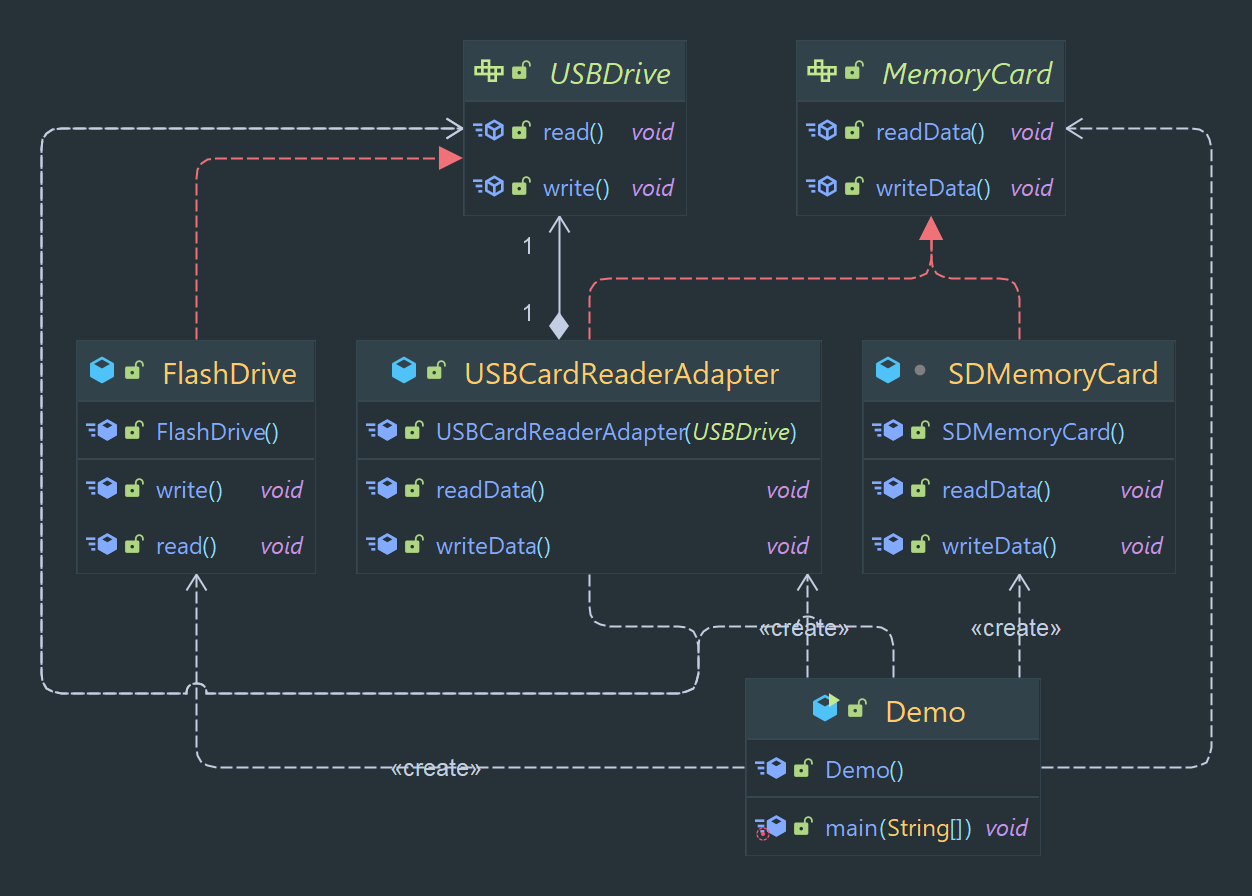 USBDrive
read() void
write() void
MemoryCard
readData() void
writeData() void
1
1
FlashDrive
FlashDrive()
write() void
read() void
USBCardReaderAdapter
USBCardReaderAdapter(USBDrive)
readData() void
writeData() void
SDMemoryCard
SDMemoryCard()
readData() void
writeData() void
«create»
«create»
«create»
Demo
Demo()
main(String[]) void